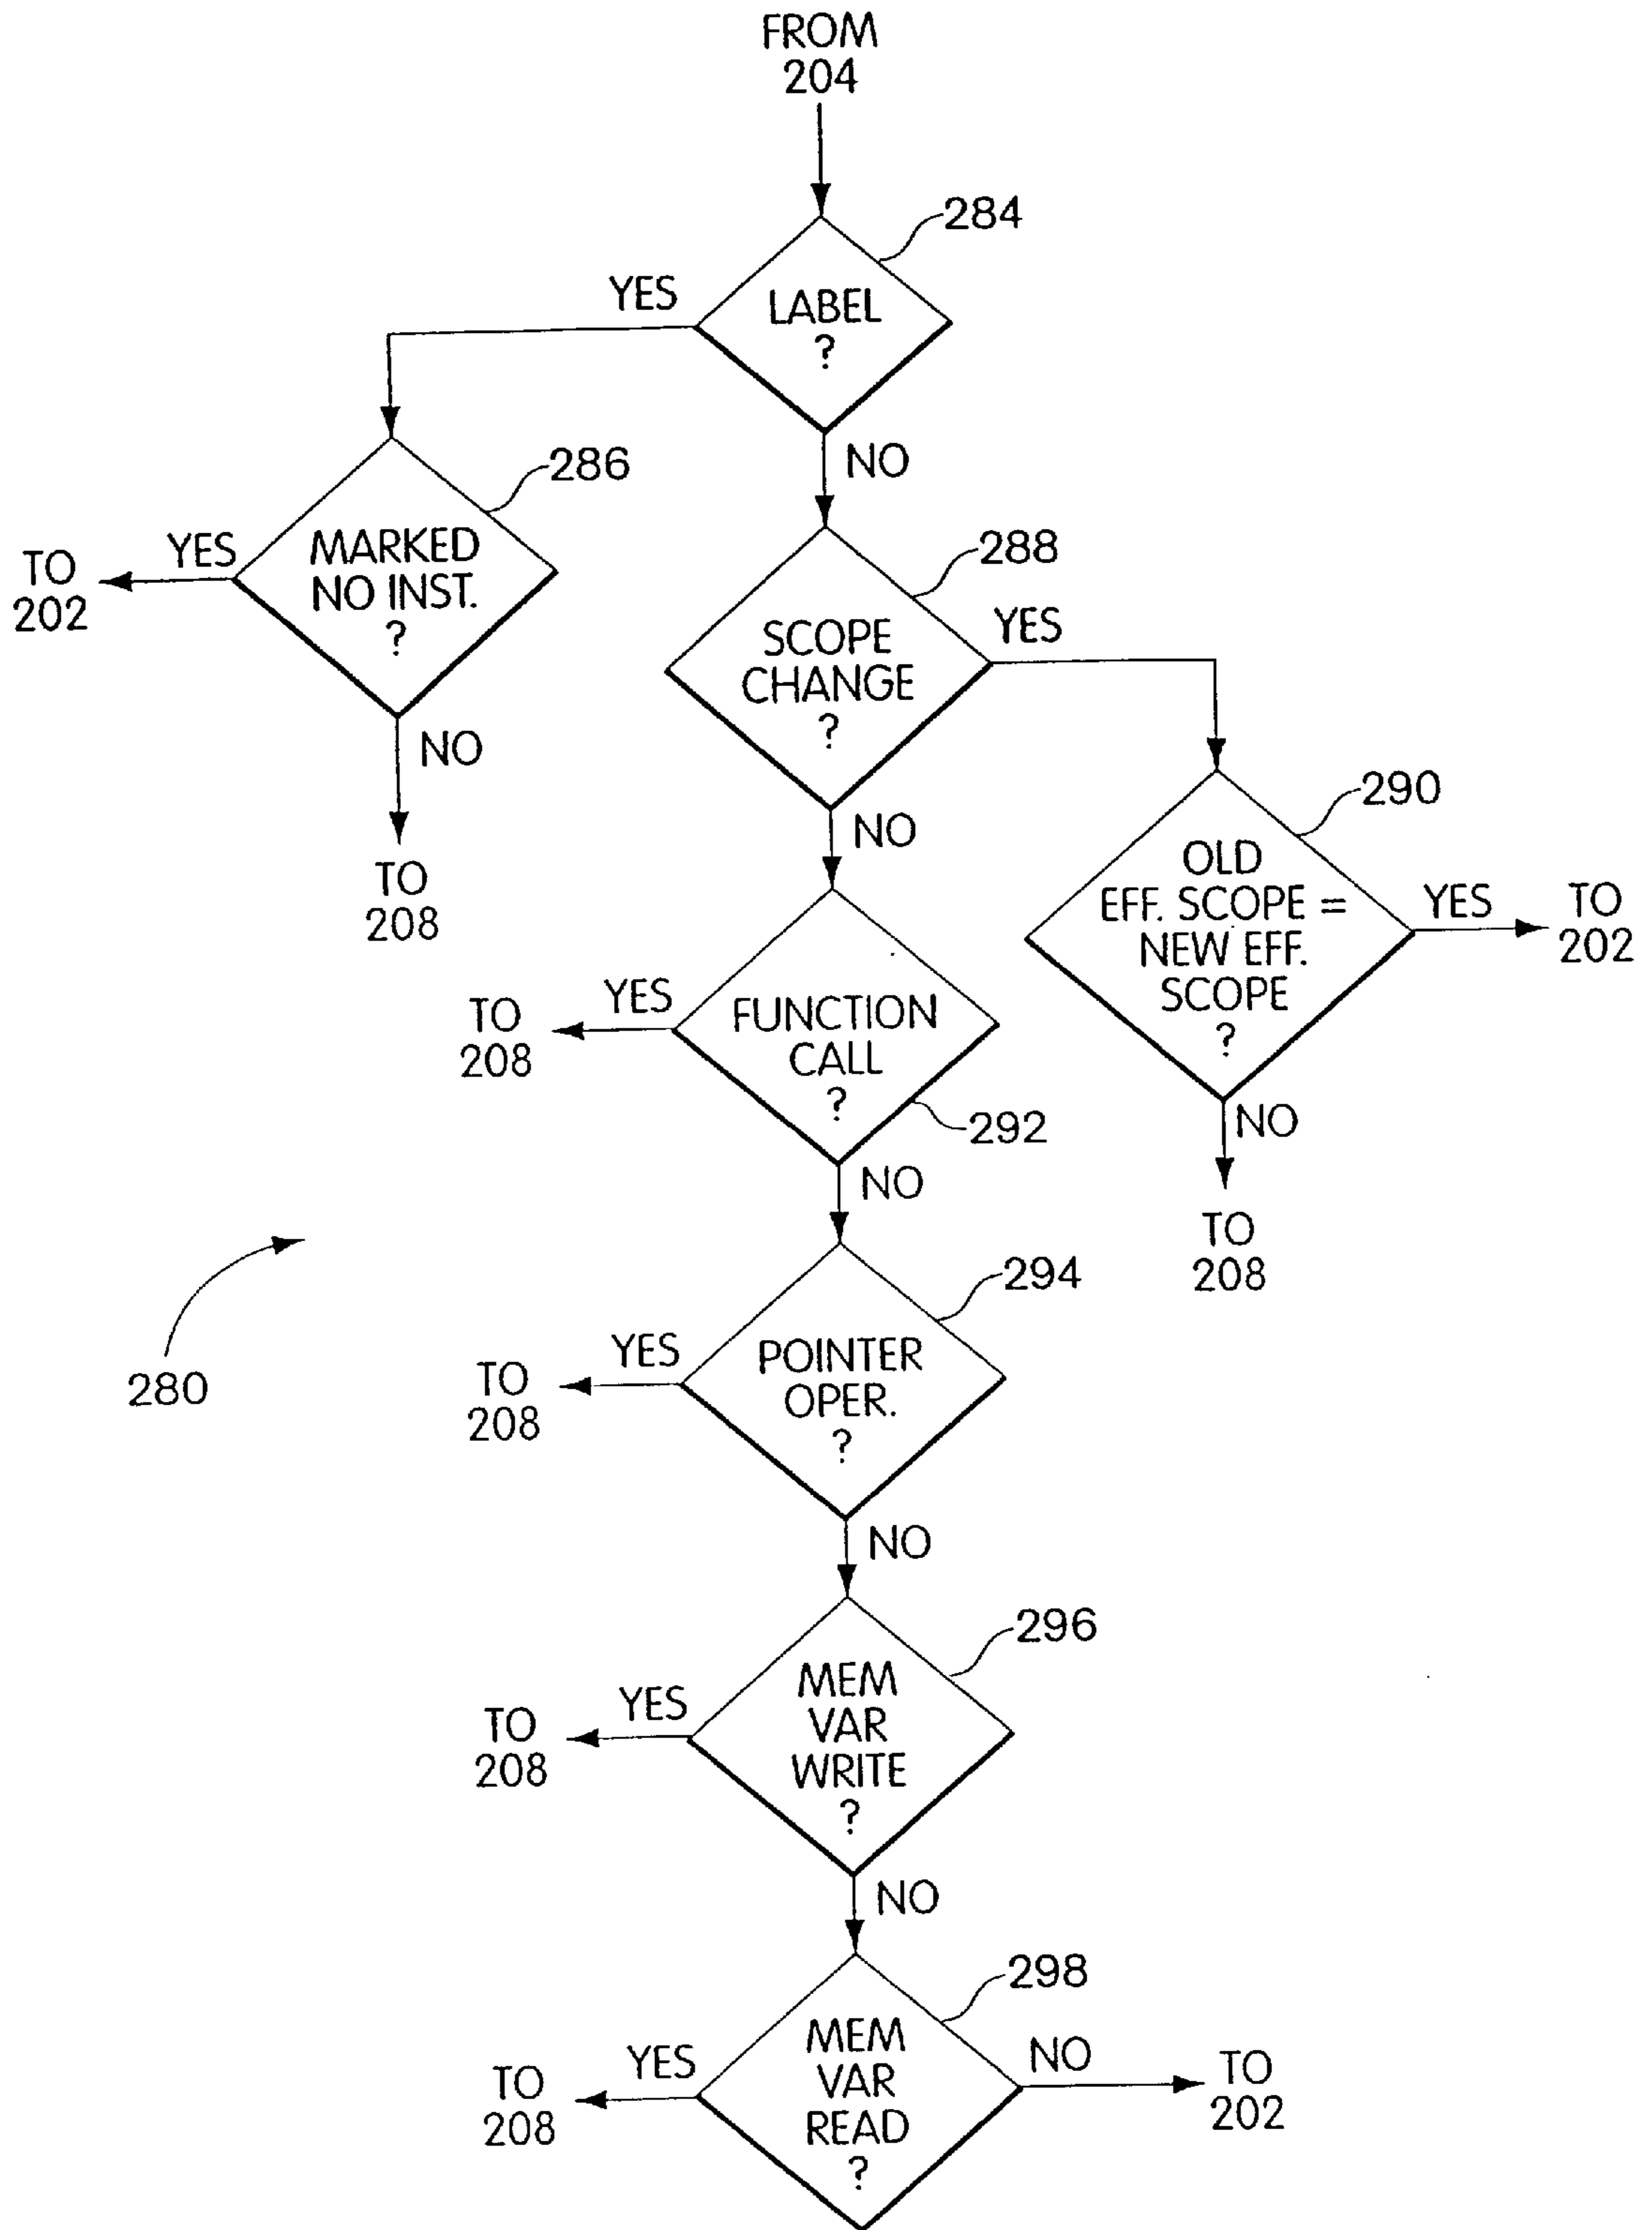 FROM
204
284
YES
LABEL
?
NO
286
YES
MARKED
NO INST.
?
TO
202
NO
TO
208
288
YES
SCOPE
CHANGE
?
NO
290
OLD
EFF. SCOPE =
NEW EFF.
SCOPE
?
YES
TO
202
NO
TO
208
YES
TO
208
FUNCTION
CALL
?
292
NO
280
294
YES
TO
208
POINTER
OPER.
?
NO
296
YES
TO
208
MEM
VAR
WRITE
?
NO
298
YES
TO
208
MEM
VAR
READ
?
NO
TO
202